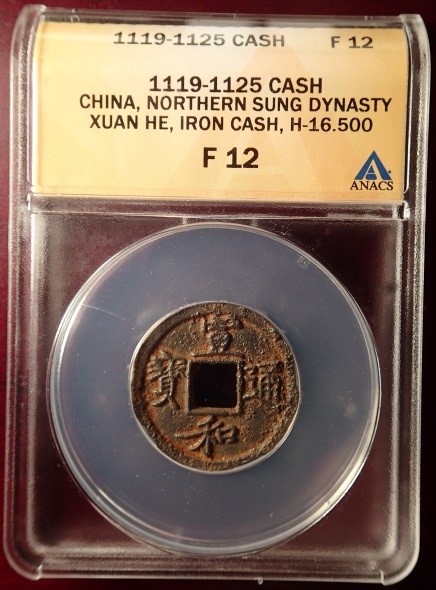 1119-1125 CASH F 12
1119-1125 CASH
CHINA, NORTHERN SUNG DYNASTY
XUAN HE, IRON CASH, H-16.500
F 12
ANACS
宣和通寳